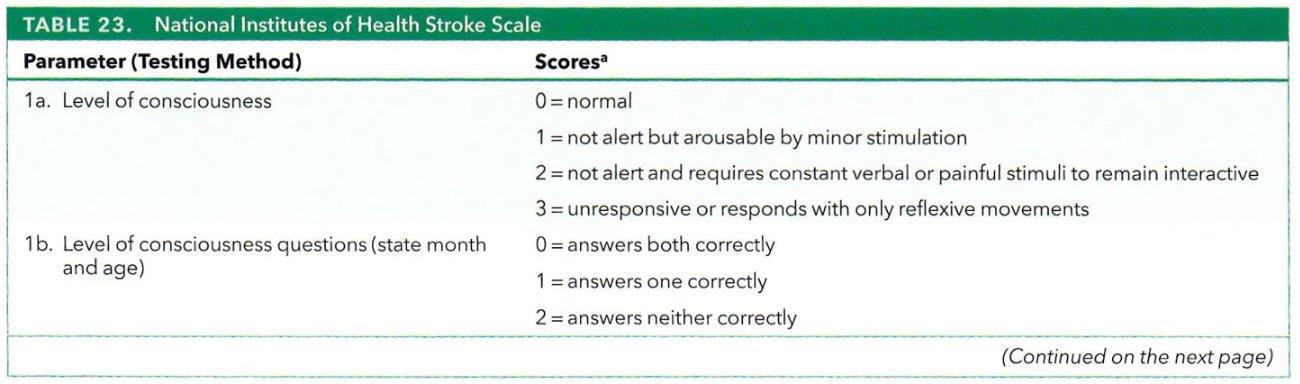 TABLE 23. National Institutes of Health Stroke Scale
Parameter (Testing Method) Scoresᵃ
1a. Level of consciousness 0 = normal
1 = not alert but arousable by minor stimulation
2 = not alert and requires constant verbal or painful stimuli to remain interactive
3 = unresponsive or responds with only reflexive movements
1b. Level of consciousness questions (state month and age) 0 = answers both correctly
1 = answers one correctly
2 = answers neither correctly
(Continued on the next page)